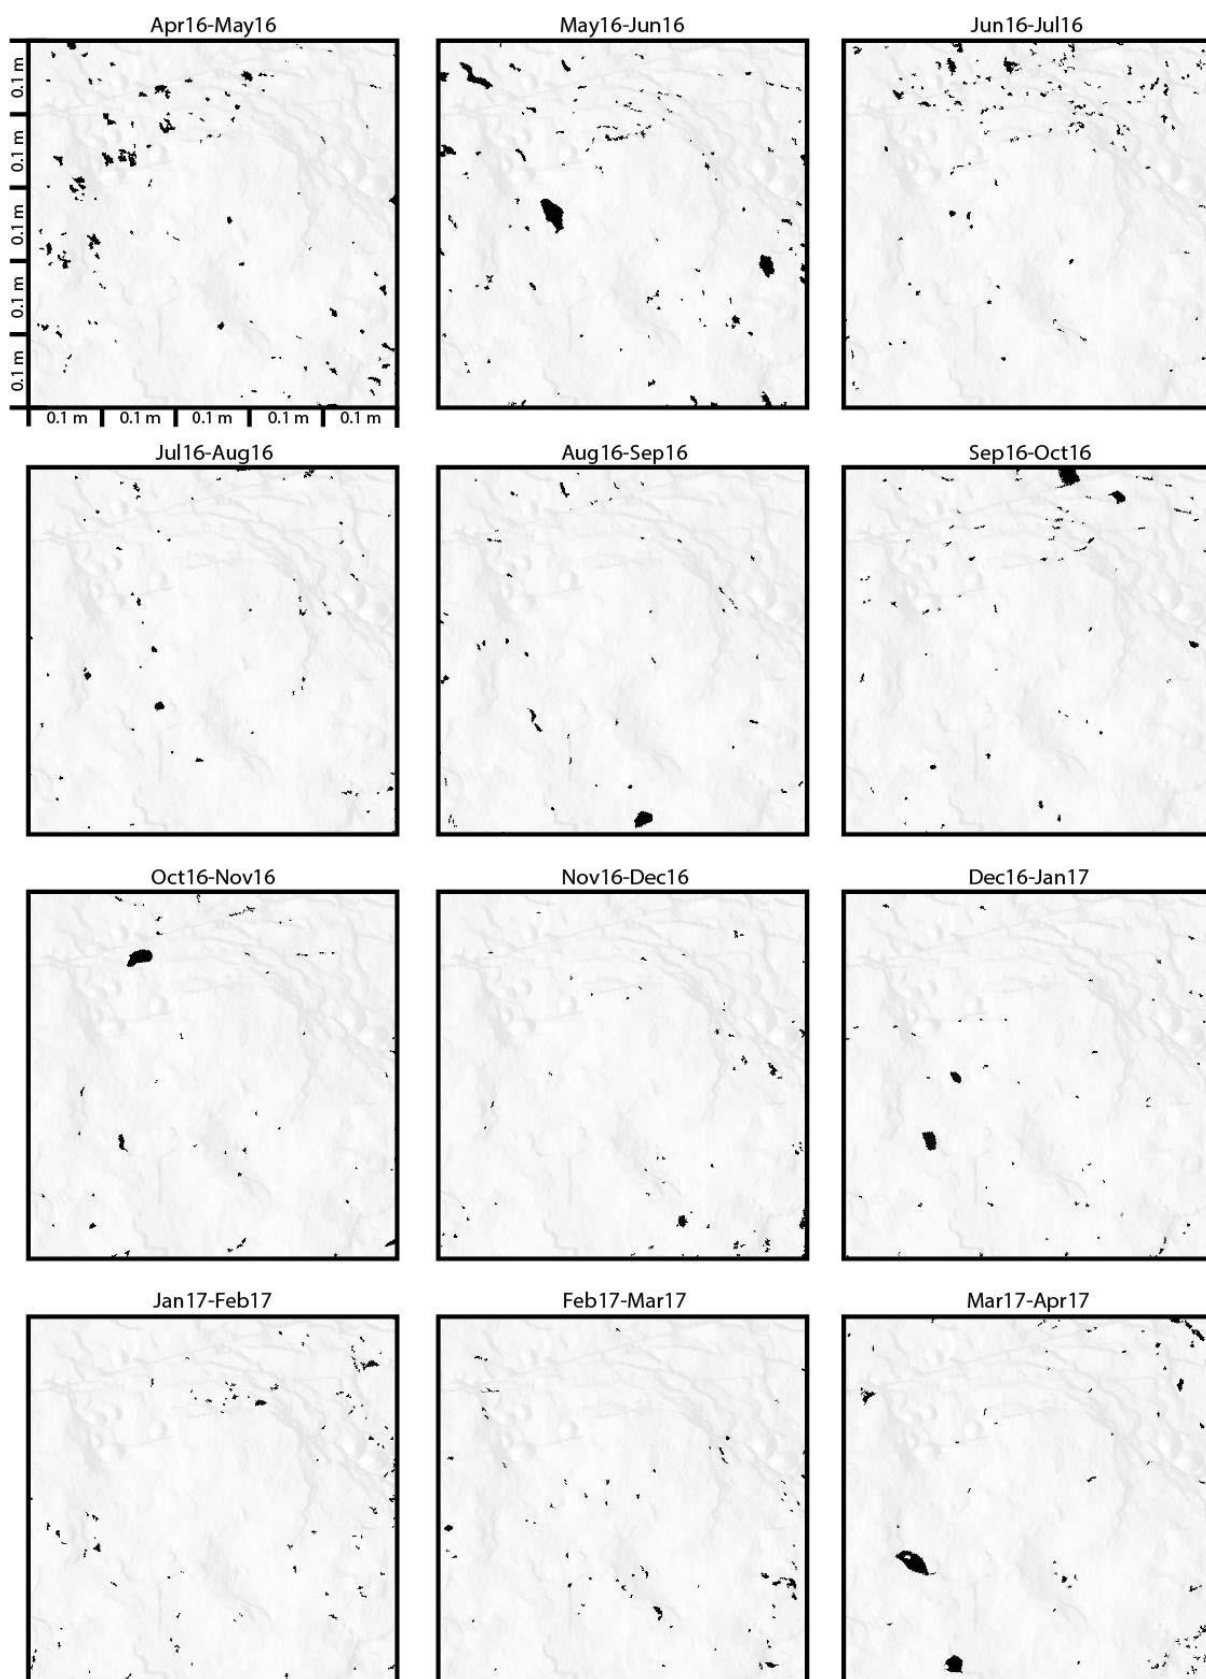 Apr16-May16
May16-Jun16
Jun16-Jul16
0.1 m
0.1 m
0.1 m
0.1 m
0.1 m
0.1 m
0.1 m
0.1 m
0.1 m
0.1 m
Jul16-Aug16
Aug16-Sep16
Sep16-Oct16
Oct16-Nov16
Nov16-Dec16
Dec16-Jan17
Jan17-Feb17
Feb17-Mar17
Mar17-Apr17